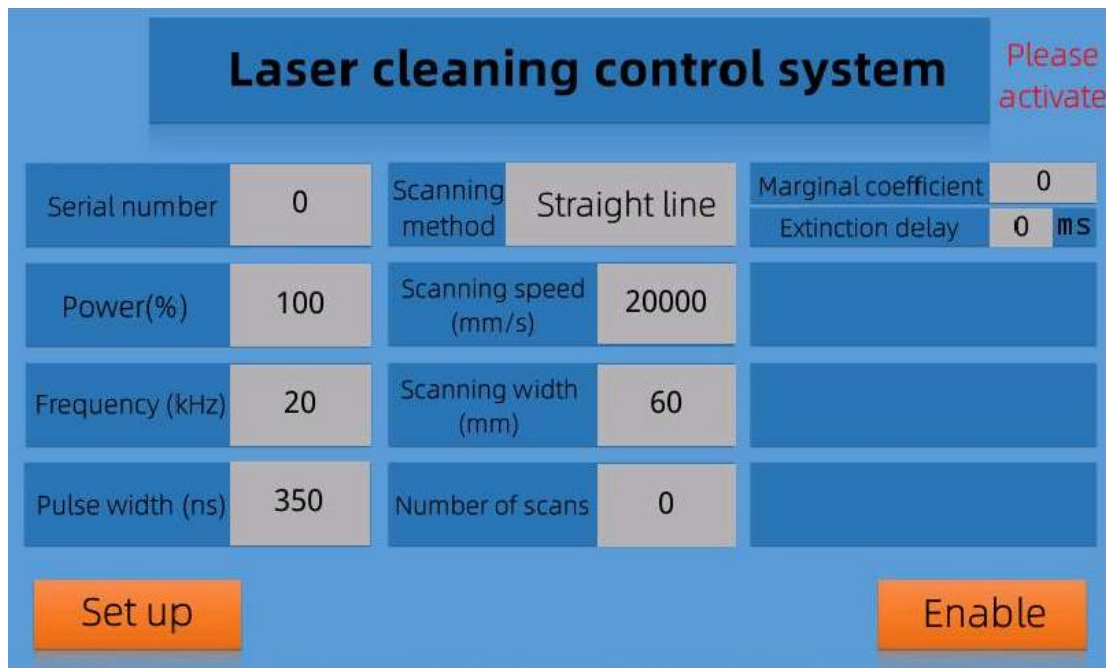 Laser cleaning control system
Please
activate
Serial number 0
Scanning
method
Straight line
Marginal coefficient 0
Extinction delay 0 ms
Power(%) 100
Scanning speed
(mm/s)
20000
Frequency (kHz) 20
Scanning width
(mm)
60
Pulse width (ns) 350
Number of scans 0
Set up
Enable